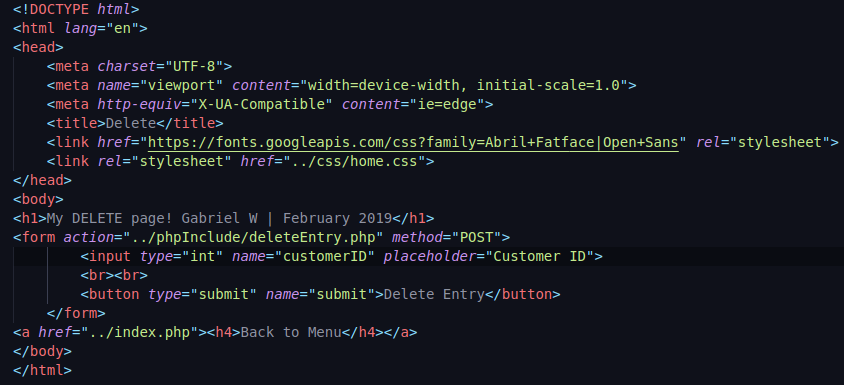 <!DOCTYPE html>
<html lang="en">
<head>
    <meta charset="UTF-8">
    <meta name="viewport" content="width=device-width, initial-scale=1.0">
    <meta http-equiv="X-UA-Compatible" content="ie=edge">
    <title>Delete</title>
    <link href="https://fonts.googleapis.com/css?family=Abril+Fatface|Open+Sans" rel="stylesheet">
    <link rel="stylesheet" href="../css/home.css">
</head>
<body>
<h1>My DELETE page! Gabriel W | February 2019</h1>
<form action="../phpInclude/deleteEntry.php" method="POST">
        <input type="int" name="customerID" placeholder="Customer ID">
        <br><br>
        <button type="submit" name="submit">Delete Entry</button>
    </form>
<a href="../index.php"><h4>Back to Menu</h4></a>
</body>
</html>